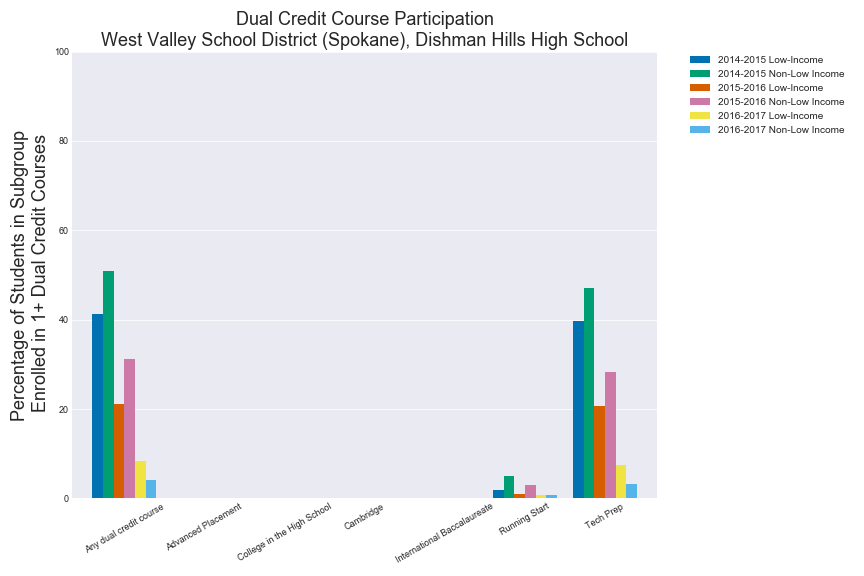 Dual Credit Course Participation
West Valley School District (Spokane), Dishman Hills High School
Percentage of Students in Subgroup
Enrolled in 1+ Dual Credit Courses
100
80
60
40
20
0
Any dual credit course
Advanced Placement
College in the High School
Cambridge
International Baccalaureate
Running Start
Tech Prep
2014-2015 Low-Income
2014-2015 Non-Low Income
2015-2016 Low-Income
2015-2016 Non-Low Income
2016-2017 Low-Income
2016-2017 Non-Low Income